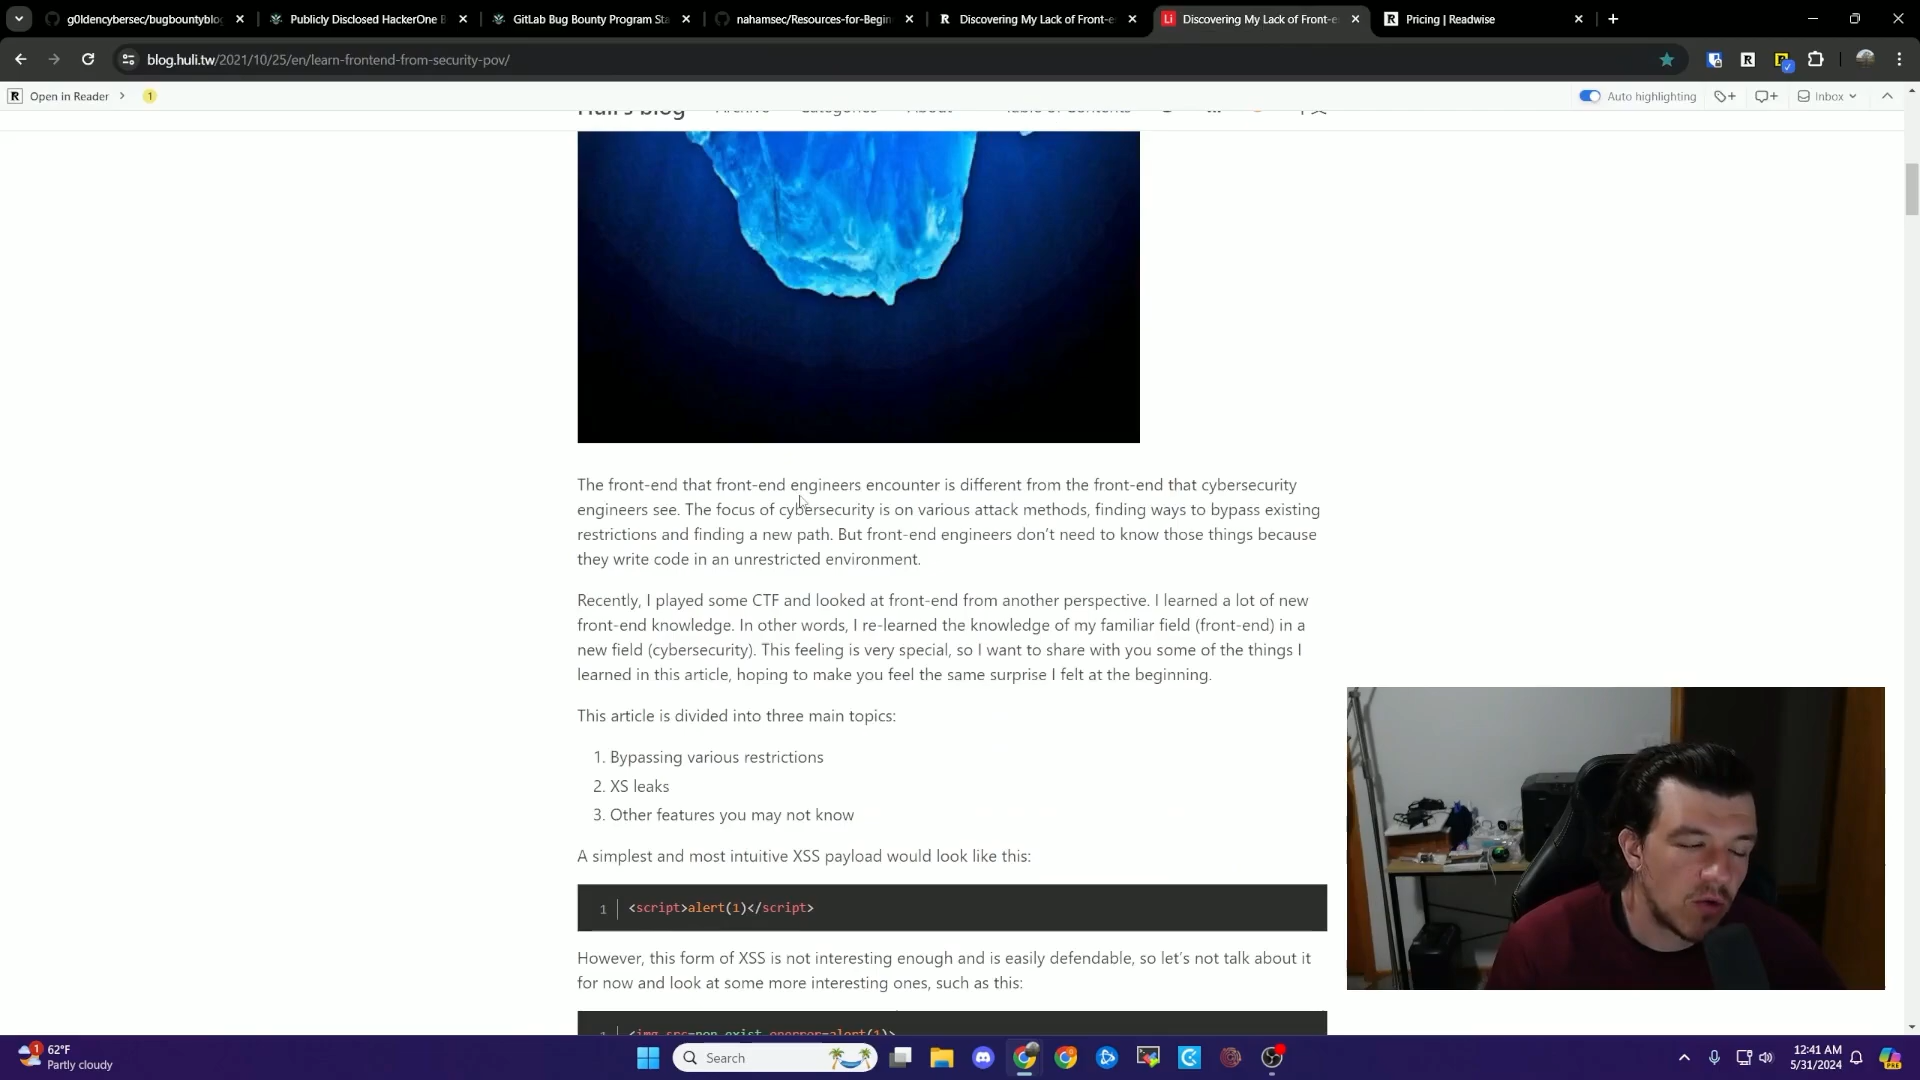 g0ldencybersec/bugbountyblo
Publicly Disclosed HackerOne B
GitLab Bug Bounty Program Sta
nahamsec/Resources-for-Begin
Discovering My Lack of Front-e
Discovering My Lack of Front-e
Pricing | Readwise
blog.huli.tw/2021/10/25/en/learn-frontend-from-security-pov/
Open in Reader
1
Auto highlighting
Inbox
Huli's blog Archive Categories About Table of Contents 中文
The front-end that front-end engineers encounter is different from the front-end that cybersecurity
engineers see. The focus of cybersecurity is on various attack methods, finding ways to bypass existing
restrictions and finding a new path. But front-end engineers don't need to know those things because
they write code in an unrestricted environment.
Recently, I played some CTF and looked at front-end from another perspective. I learned a lot of new
front-end knowledge. In other words, I re-learned the knowledge of my familiar field (front-end) in a
new field (cybersecurity). This feeling is very special, so I want to share with you some of the things I
learned in this article, hoping to make you feel the same surprise I felt at the beginning.
This article is divided into three main topics:
1. Bypassing various restrictions
2. XS leaks
3. Other features you may not know
A simplest and most intuitive XSS payload would look like this:
1 <script>alert(1)</script>
However, this form of XSS is not interesting enough and is easily defendable, so let's not talk about it
for now and look at some more interesting ones, such as this:
1 <img src=non_exist onerror=alert(1)>
1
62°F
Partly cloudy
Search
12:41 AM
5/31/2024
PRE